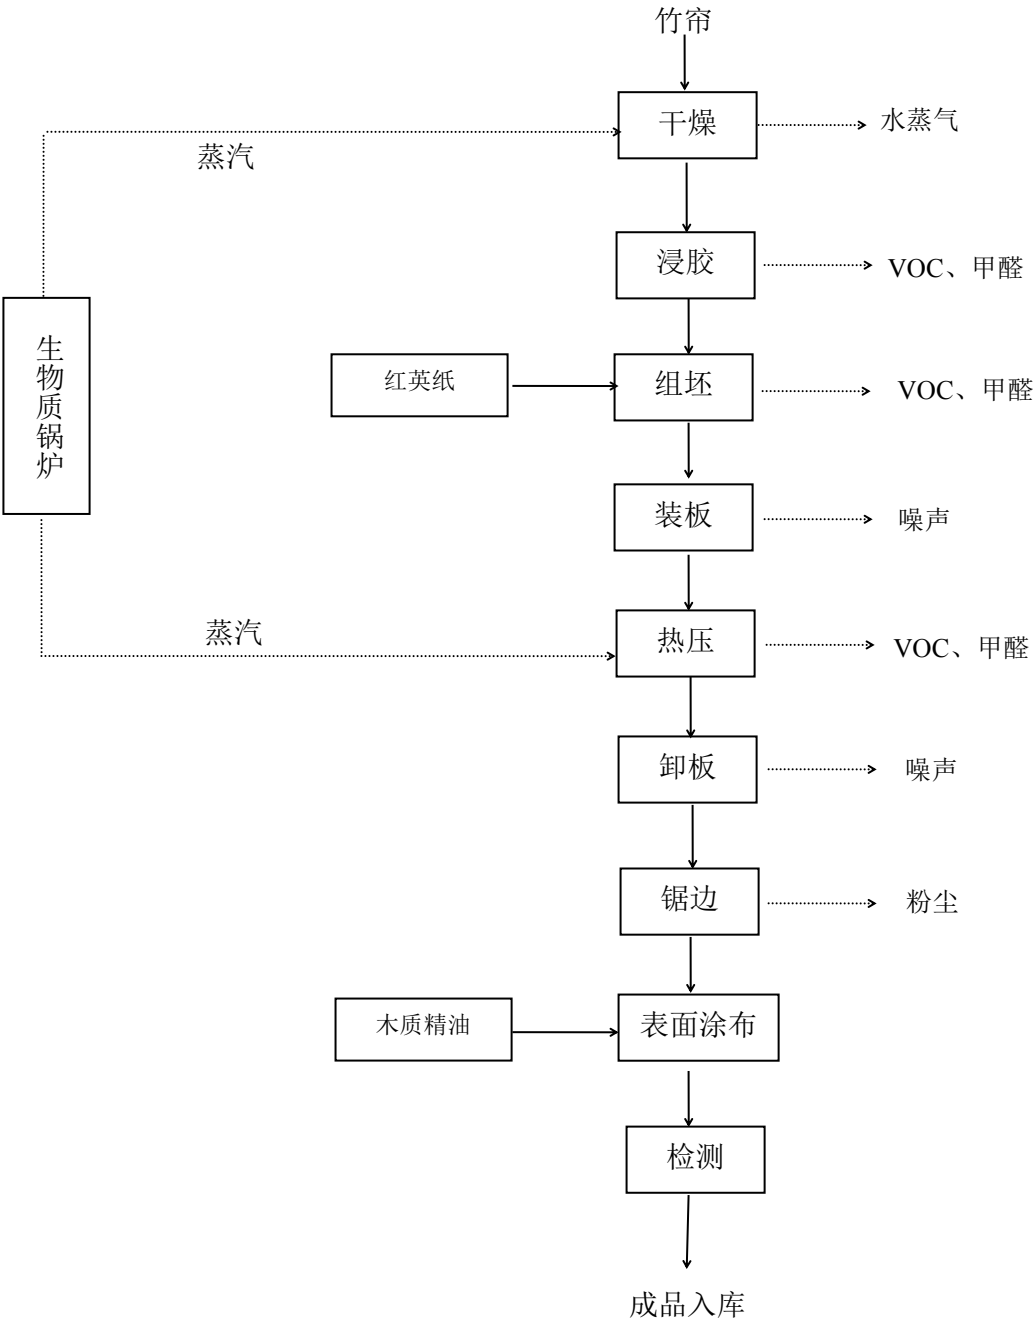 竹帘
干燥
水蒸气
蒸汽
浸胶
VOC、甲醛
生物质锅炉
红英纸
组坯
VOC、甲醛
装板
噪声
蒸汽
热压
VOC、甲醛
卸板
噪声
锯边
粉尘
木质精油
表面涂布
检测
成品入库